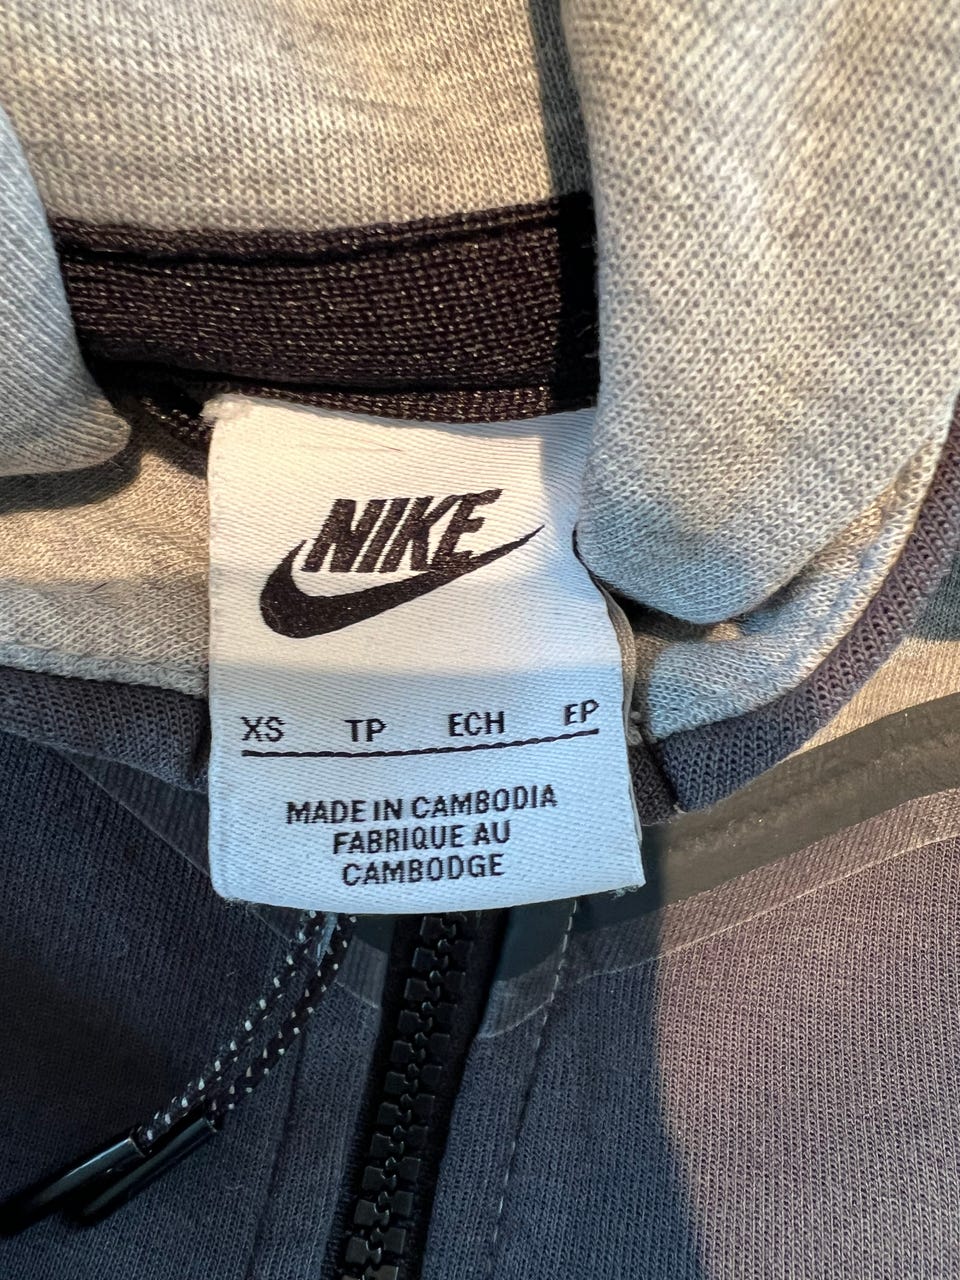 NIKE
XS TP ECH EP
MADE IN CAMBODIA
FABRIQUE AU
CAMBODGE